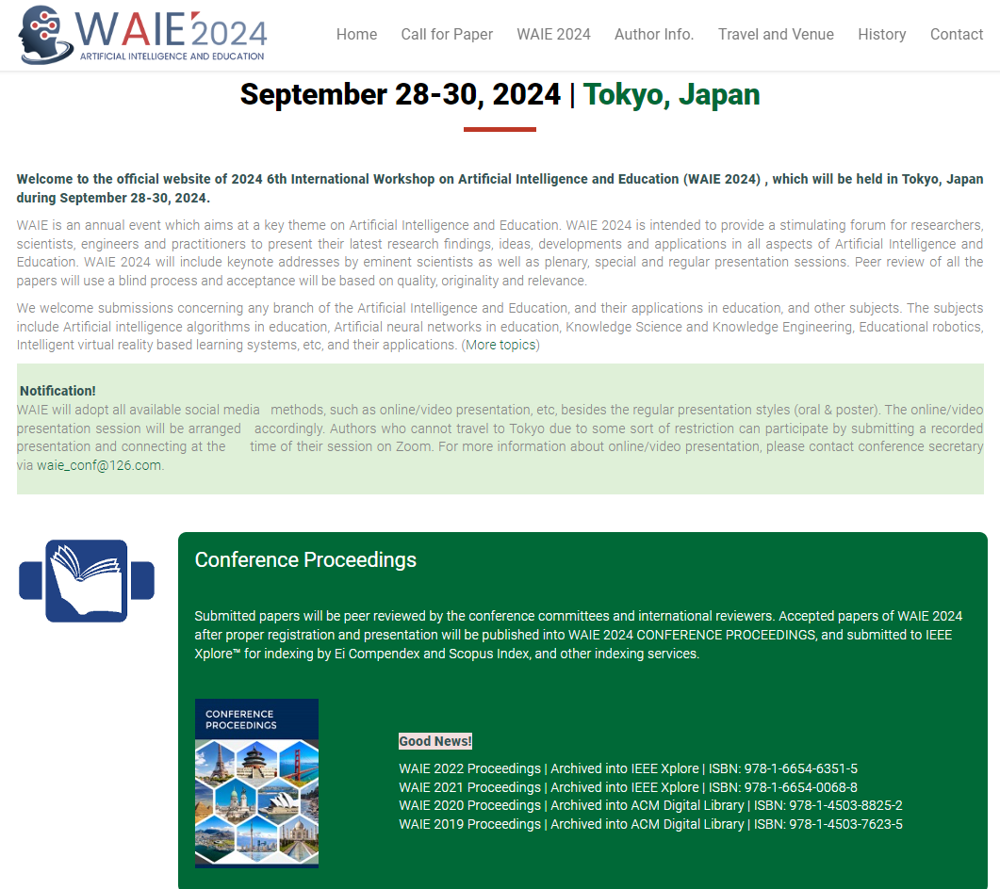 WAIE 2024
ARTIFICIAL INTELLIGENCE AND EDUCATION
Home Call for Paper WAIE 2024 Author Info. Travel and Venue History Contact
September 28-30, 2024 | Tokyo, Japan
Welcome to the official website of 2024 6th International Workshop on Artificial Intelligence and Education (WAIE 2024) , which will be held in Tokyo, Japan
during September 28-30, 2024.
WAIE is an annual event which aims at a key theme on Artificial Intelligence and Education. WAIE 2024 is intended to provide a stimulating forum for researchers,
scientists, engineers and practitioners to present their latest research findings, ideas, developments and applications in all aspects of Artificial Intelligence and
Education. WAIE 2024 will include keynote addresses by eminent scientists as well as plenary, special and regular presentation sessions. Peer review of all the
papers will use a blind process and acceptance will be based on quality, originality and relevance.
We welcome submissions concerning any branch of the Artificial Intelligence and Education, and their applications in education, and other subjects. The subjects
include Artificial intelligence algorithms in education, Artificial neural networks in education, Knowledge Science and Knowledge Engineering, Educational robotics,
Intelligent virtual reality based learning systems, etc, and their applications. (More topics)
Notification!
WAIE will adopt all available social media methods, such as online/video presentation, etc, besides the regular presentation styles (oral & poster). The online/video
presentation session will be arranged accordingly. Authors who cannot travel to Tokyo due to some sort of restriction can participate by submitting a recorded
presentation and connecting at the time of their session on Zoom. For more information about online/video presentation, please contact conference secretary
via waie_conf@126.com.
Conference Proceedings
Submitted papers will be peer reviewed by the conference committees and international reviewers. Accepted papers of WAIE 2024
after proper registration and presentation will be published into WAIE 2024 CONFERENCE PROCEEDINGS, and submitted to IEEE
Xplore™ for indexing by Ei Compendex and Scopus Index, and other indexing services.
CONFERENCE
PROCEEDINGS
Good News!
WAIE 2022 Proceedings | Archived into IEEE Xplore | ISBN: 978-1-6654-6351-5
WAIE 2021 Proceedings | Archived into IEEE Xplore | ISBN: 978-1-6654-0068-8
WAIE 2020 Proceedings | Archived into ACM Digital Library | ISBN: 978-1-4503-8825-2
WAIE 2019 Proceedings | Archived into ACM Digital Library | ISBN: 978-1-4503-7623-5